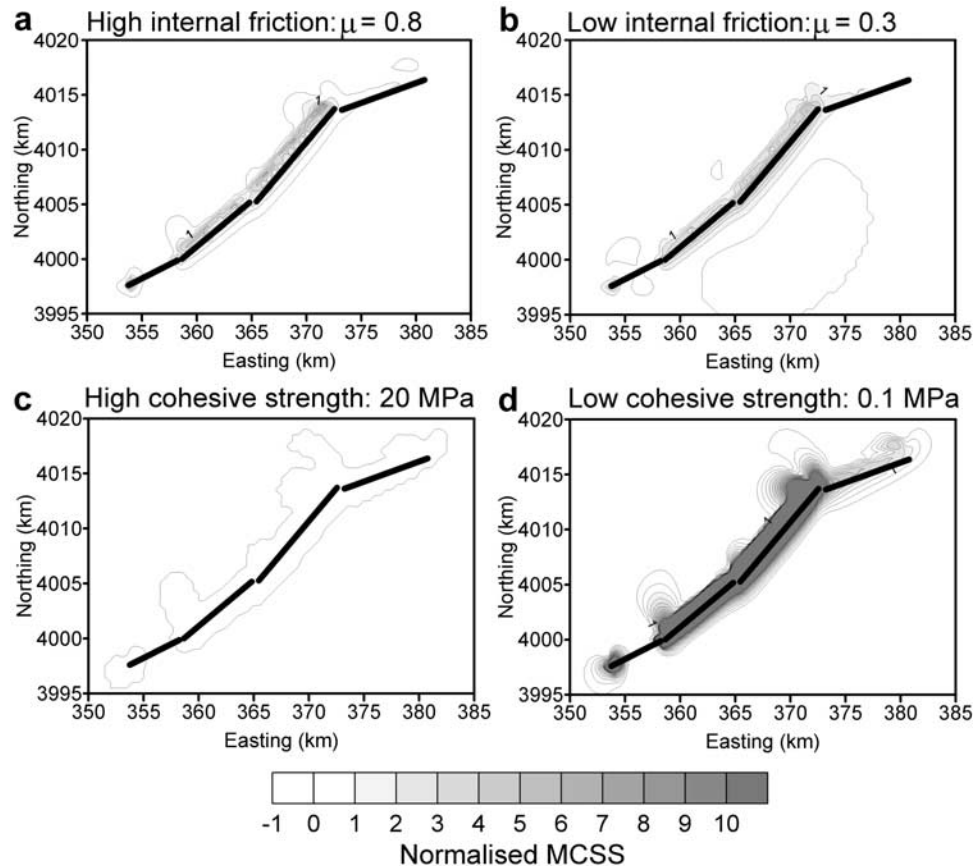 a High internal friction: μ = 0.8
4020
4015
4010
4005
4000
3995
Northing (km)
350 355 360 365 370 375 380 385
Easting (km)
1
1
b Low internal friction: μ = 0.3
4020
4015
4010
4005
4000
3995
Northing (km)
350 355 360 365 370 375 380 385
Easting (km)
1
1
c High cohesive strength: 20 MPa
4020
4015
4010
4005
4000
3995
Northing (km)
350 355 360 365 370 375 380 385
Easting (km)
d Low cohesive strength: 0.1 MPa
4020
4015
4010
4005
4000
3995
Northing (km)
350 355 360 365 370 375 380 385
Easting (km)
-1 0 1 2 3 4 5 6 7 8 9 10
Normalised MCSS